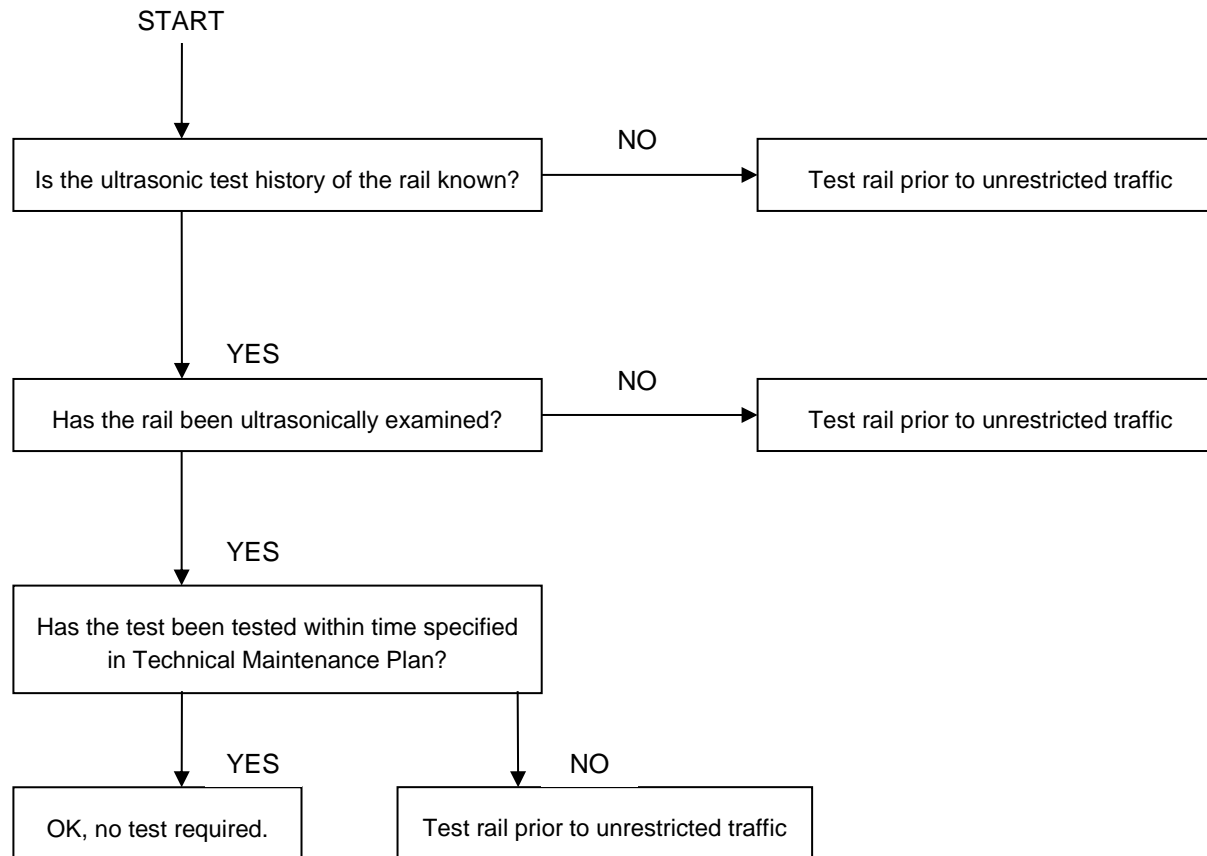 START
NO
Is the ultrasonic test history of the rail known?
Test rail prior to unrestricted traffic
YES
NO
Has the rail been ultrasonically examined?
Test rail prior to unrestricted traffic
YES
Has the test been tested within time specified
in Technical Maintenance Plan?
YES
NO
OK, no test required.
Test rail prior to unrestricted traffic